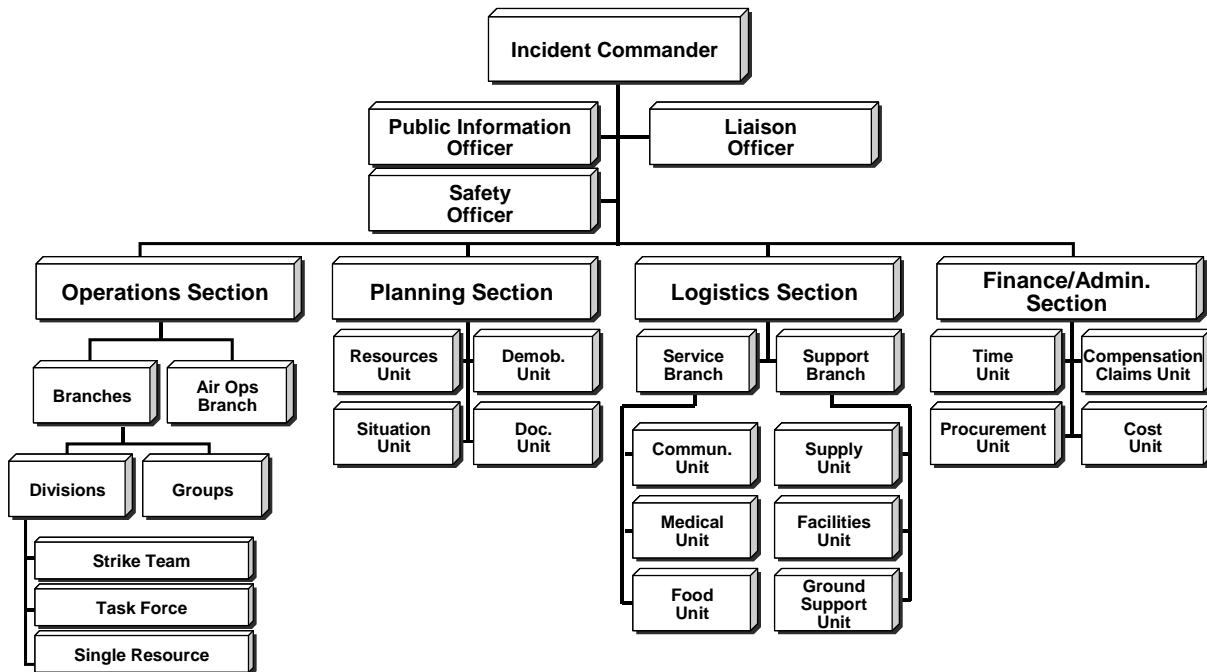 Incident Commander
Public Information
Officer
Liaison
Officer
Safety
Officer
Operations Section
Planning Section
Logistics Section
Finance/Admin.
Section
Branches
Air Ops
Branch
Divisions
Groups
Strike Team
Task Force
Single Resource
Resources
Unit
Demob.
Unit
Situation
Unit
Doc.
Unit
Service
Branch
Support
Branch
Commun.
Unit
Supply
Unit
Medical
Unit
Facilities
Unit
Food
Unit
Ground
Support
Unit
Time
Unit
Compensation
Claims Unit
Procurement
Unit
Cost
Unit